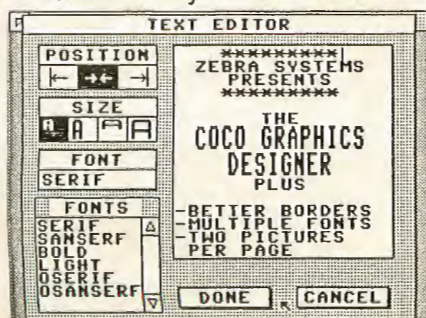 TEXT EDITOR
POSITION
SIZE
A A A A
FONT
SERIF
FONTS
SERIF
SANSERF
BOLD
LIGHT
OSERIF
OSANSERF
*********
ZEBRA SYSTEMS
PRESENTS
*********
THE
COCO GRAPHICS
DESIGNER
PLUS
-BETTER BORDERS
-MULTIPLE FONTS
-TWO PICTURES
PER PAGE
DONE
CANCEL